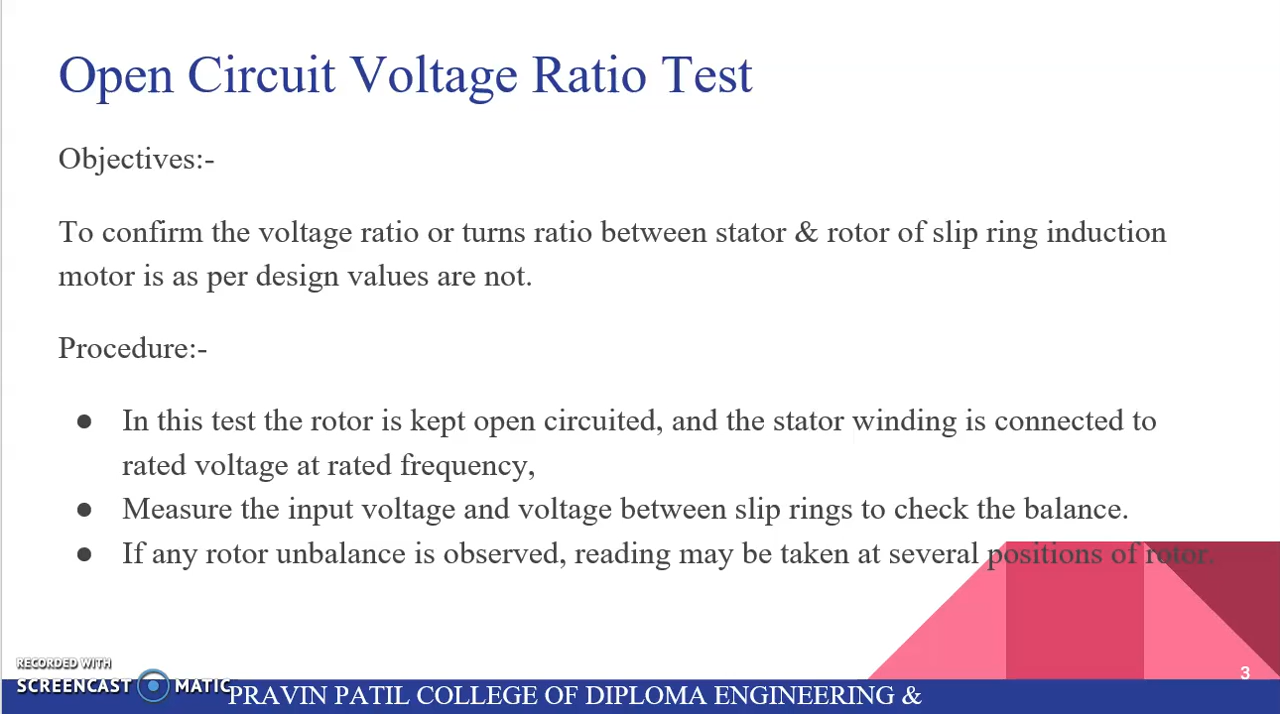 Open Circuit Voltage Ratio Test
Objectives:-
To confirm the voltage ratio or turns ratio between stator & rotor of slip ring induction
motor is as per design values are not.
Procedure:-
● In this test the rotor is kept open circuited, and the stator winding is connected to
rated voltage at rated frequency,
● Measure the input voltage and voltage between slip rings to check the balance.
● If any rotor unbalance is observed, reading may be taken at several positions of rotor.
RECORDED WITH
SCREENCAST MATIC
PRAVIN PATIL COLLEGE OF DIPLOMA ENGINEERING &
3